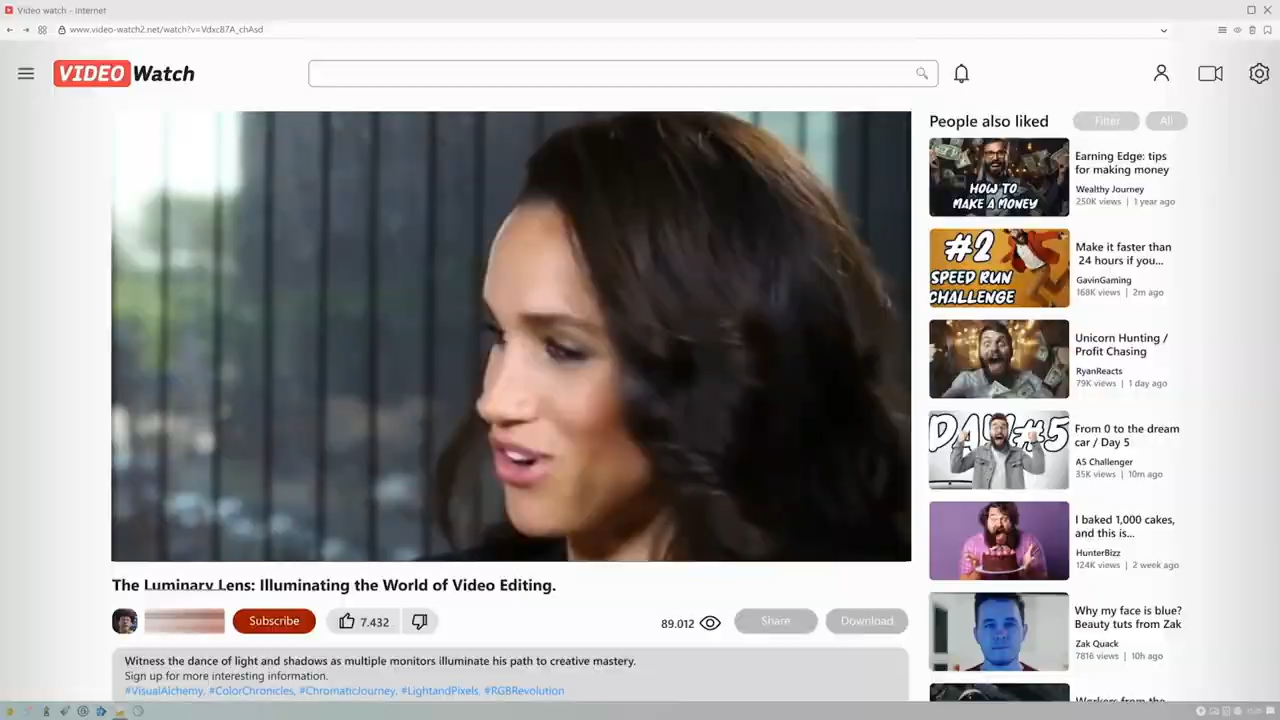 Video watch - internet
www.video-watch2.net/watch?v=Vdxc87A_chAsd
VIDEO Watch
People also liked
Filter
All
HOW TO
MAKE A MONEY
Earning Edge: tips
for making money
Wealthy Journey
250K views | 1 year ago
#2
SPEED RUN
CHALLENGE
Make it faster than
24 hours if you...
GavinGaming
168K views | 2m ago
Unicorn Hunting /
Profit Chasing
RyanReacts
79K views | 1 day ago
DAY #5
From 0 to the dream
car / Day 5
A5 Challenger
35K views | 10m ago
I baked 1,000 cakes,
and this is...
HunterBizz
124K views | 2 week ago
Why my face is blue?
Beauty tuts from Zak
Zak Quack
7816 views | 10h ago
Workers from the
The Luminary Lens: Illuminating the World of Video Editing.
Subscribe
7.432
89.012
Share
Download
Witness the dance of light and shadows as multiple monitors illuminate his path to creative mastery.
Sign up for more interesting information.
#VisualAlchemy, #ColorChronicles, #ChromaticJourney, #LightandPixels, #RGBRevolution